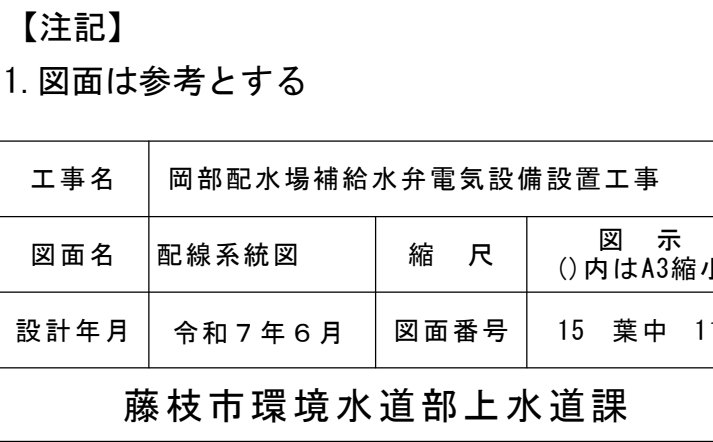 【注記】
1. 図面は参考とする
工事名 岡部配水場補給水弁電気設備設置工事
図面名 配線系統図 縮 尺 図 示
()内はA3縮
設計年月 令和7年6月 図面番号 15 葉中
藤枝市環境水道部上水道課